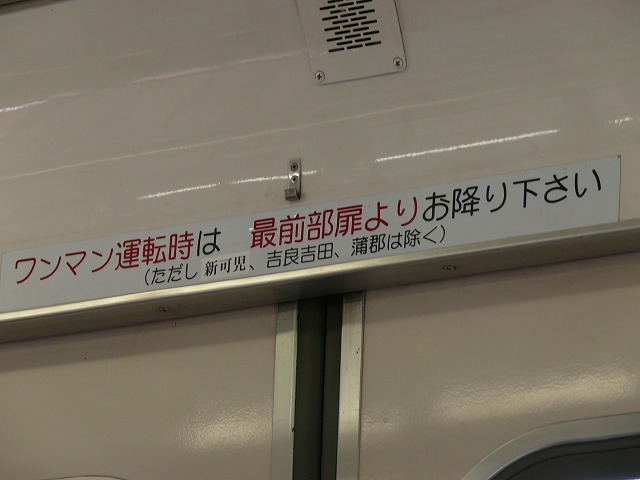 ワンマン運転時は 最前部扉よりお降り下さい
(ただし 新可児、吉良吉田、蒲郡は除く)